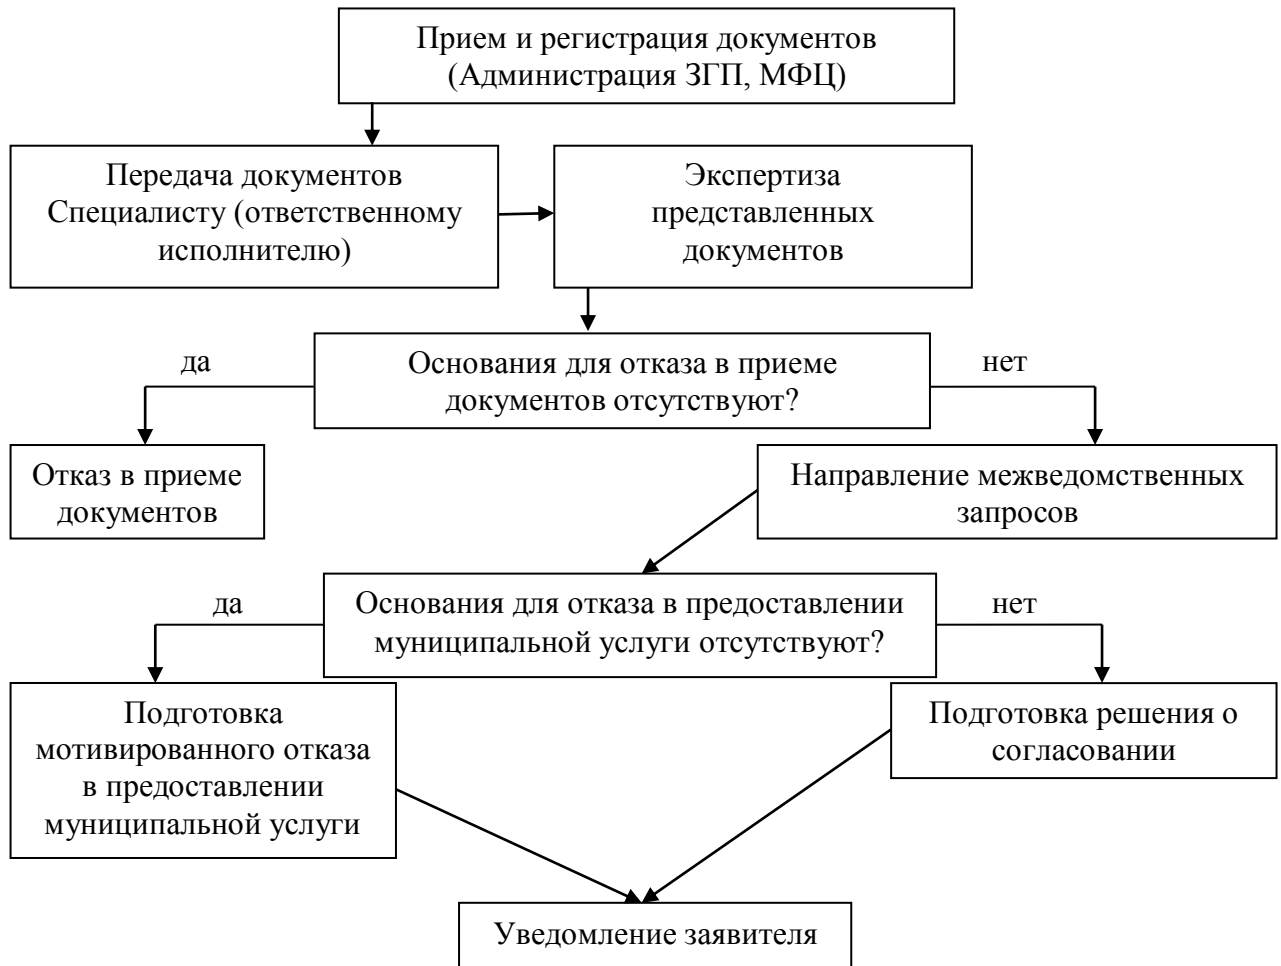 Прием и регистрация документов
(Администрация ЗГП, МФЦ)
Передача документов
Специалисту (ответственному
исполнителю)
Экспертиза
представленных
документов
да
Основания для отказа в приеме
документов отсутствуют?
нет
Отказ в приеме
документов
Направление межведомственных
запросов
да
Основания для отказа в предоставлении
муниципальной услуги отсутствуют?
нет
Подготовка
мотивированного отказа
в предоставлении
муниципальной услуги
Подготовка решения о
согласовании
Уведомление заявителя